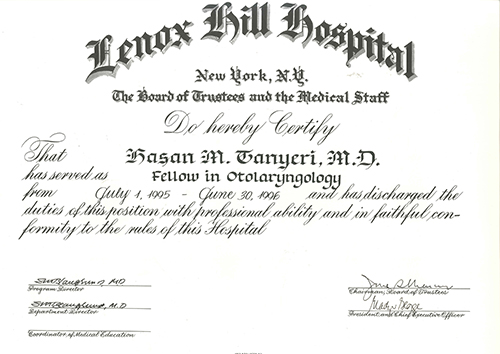 Lenox Hill Hospital
New York, N.Y.
The Board of Trustees and the Medical Staff
Do hereby Certify
That Hasan M. Tanyeri, M.D.
has served as Fellow in Otolaryngology
from July 1, 1995 - June 30, 1996 and has discharged the
duties of this position with professional ability and in faithful con-
formity to the rules of this Hospital
M.D.
Program Director
Chairman, Board of Trustees
M.D.
Department Director
President and Chief Executive Officer
Coordinator of Medical Education